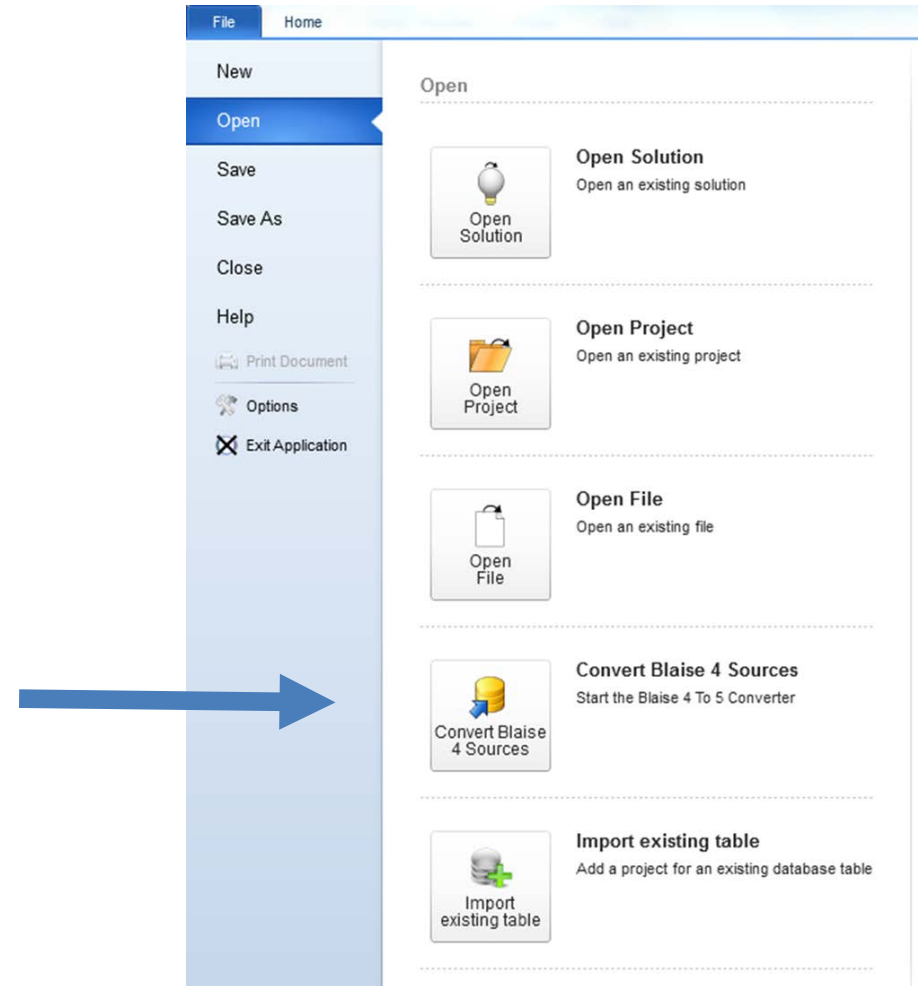 File Home
New
Open
Save
Save As
Close
Help
Print Document
Options
Exit Application
Open
Open
Solution
Open Solution
Open an existing solution
Open
Project
Open Project
Open an existing project
Open
File
Open File
Open an existing file
Convert Blaise
4 Sources
Convert Blaise 4 Sources
Start the Blaise 4 To 5 Converter
Import
existing table
Import existing table
Add a project for an existing database table